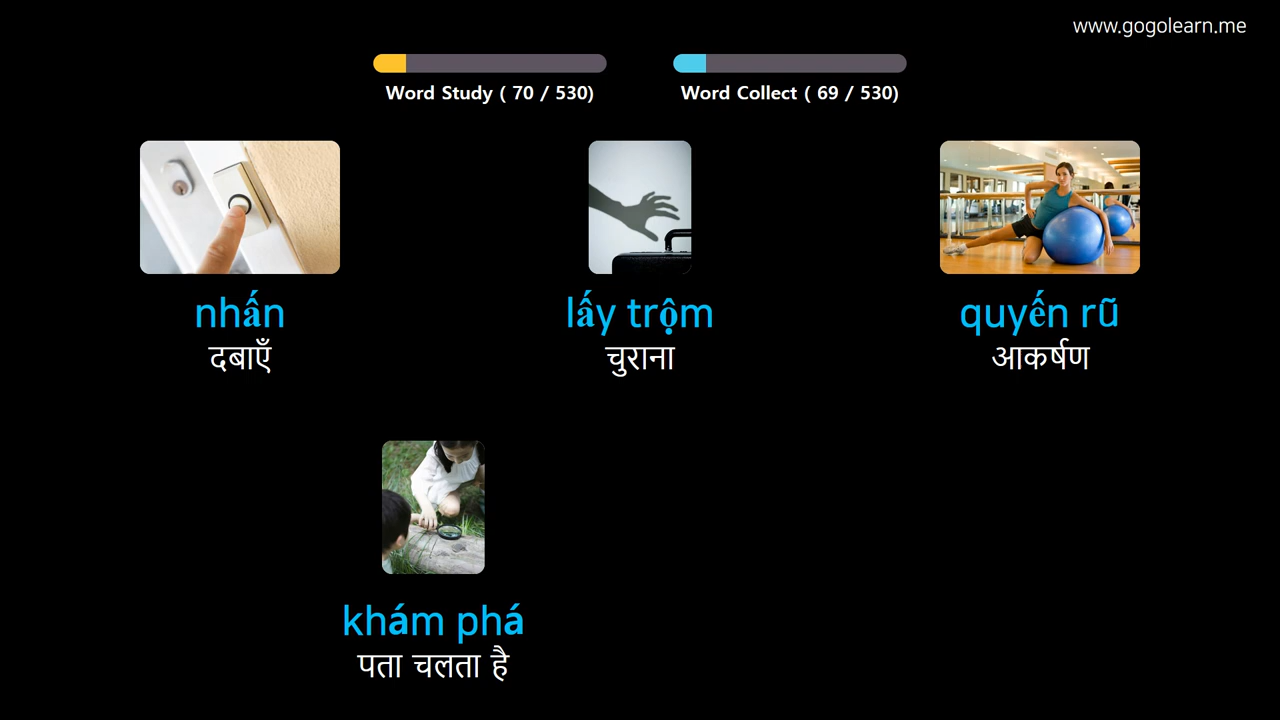 www.gogolearn.me
Word Study ( 70 / 530)
Word Collect ( 69 / 530)
nhấn
दबाएँ
lấy trộm
चुराना
quyến rũ
आकर्षण
khám phá
पता चलता है